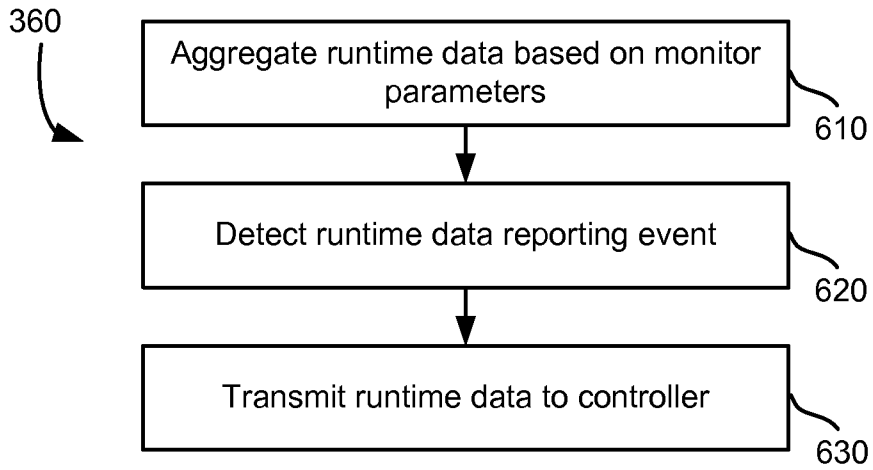 360
Aggregate runtime data based on monitor
parameters
610
Detect runtime data reporting event
620
Transmit runtime data to controller
630